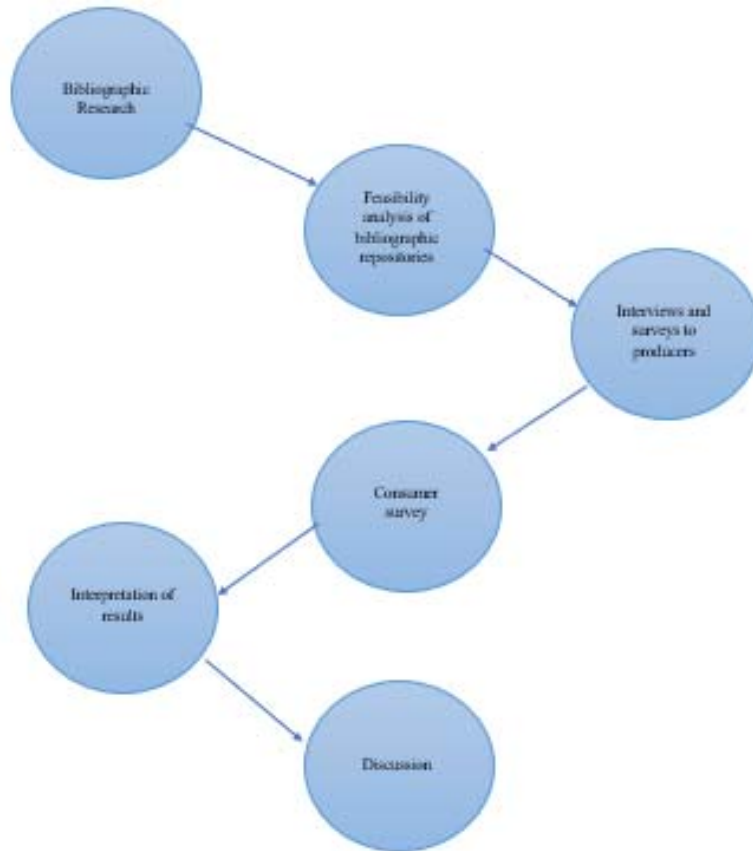 Bibliographic
Research
Feasibility
analysis of
bibliographic
repositories
Interviews and
surveys to
producers
Consumer
survey
Interpretation of
results
Discussion